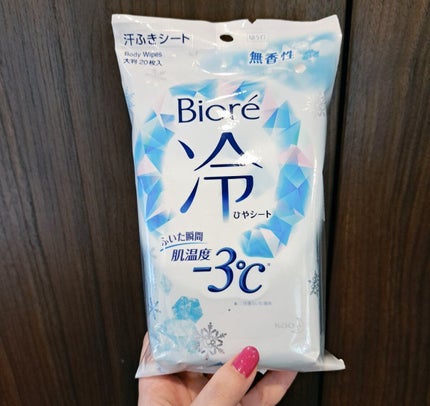 汗ふきシート
Body Wipes
大判 20枚入
無香性
Bioré
冷
ひやシート
ふいた瞬間
肌温度
-3℃
Kao